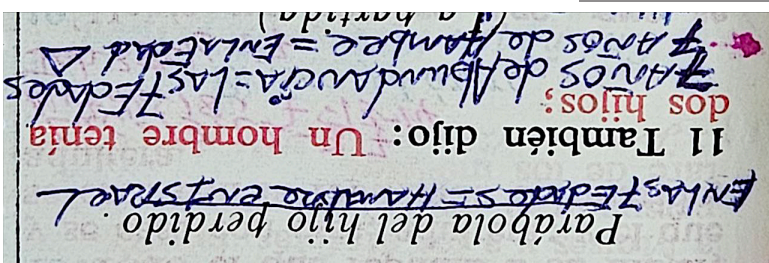 Parábola del hijo perdido.
EN LAS 7 Edades = Hambre en ISRAEL
11 También dijo: Un hombre tenía
dos hijos;
7 AÑOS de Abundancia = LAS 7 Edades
7 AÑOS de Hambre. = EN LA Edad Δ